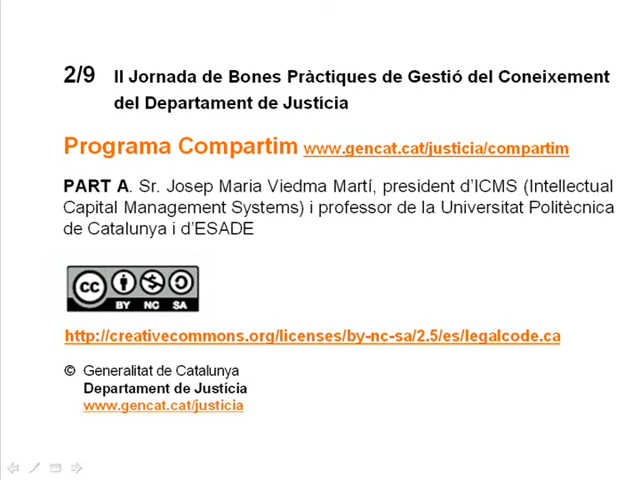 2/9 II Jornada de Bones Pràctiques de Gestió del Coneixement
del Departament de Justícia
Programa Compartim www.gencat.cat/justicia/compartim
PART A. Sr. Josep Maria Viedma Martí, president d'ICMS (Intellectual
Capital Management Systems) i professor de la Universitat Politècnica
de Catalunya i d'ESADE
cc BY NC SA
http://creativecommons.org/licenses/by-nc-sa/2.5/es/legalcode.ca
© Generalitat de Catalunya
Departament de Justícia
www.gencat.cat/justicia